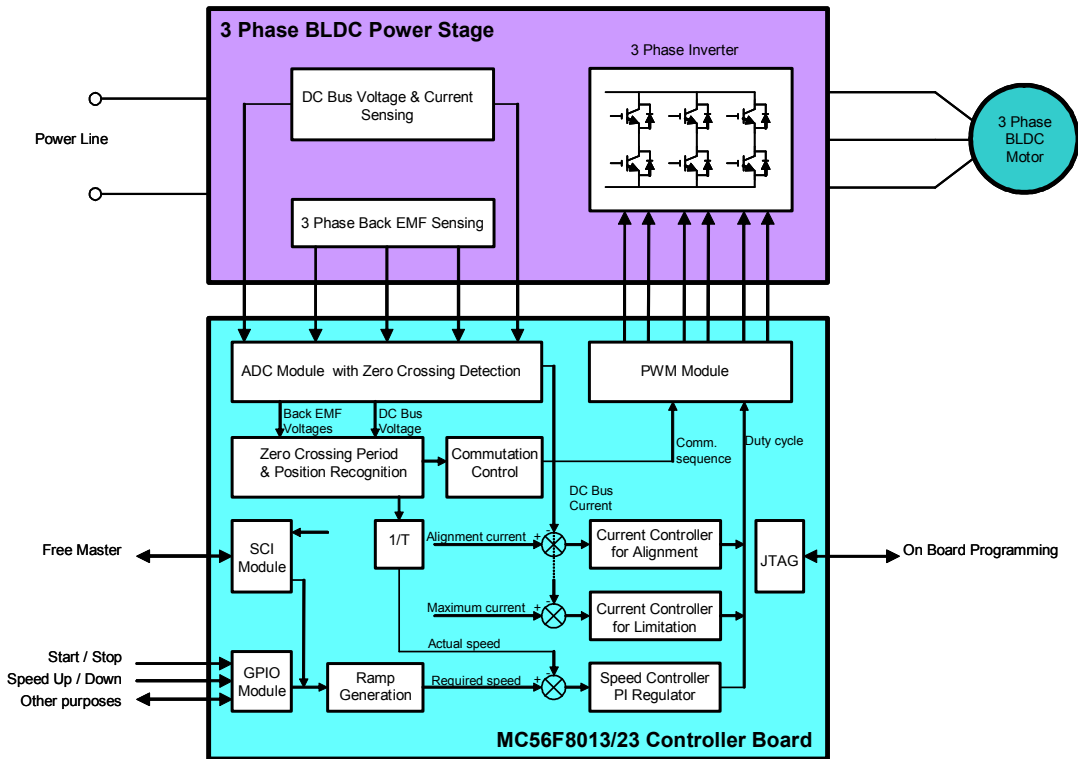 3 Phase BLDC Power Stage
3 Phase Inverter
DC Bus Voltage & Current
Sensing
Power Line
3 Phase
BLDC
Motor
3 Phase Back EMF Sensing
ADC Module with Zero Crossing Detection
PWM Module
Back EMF
Voltages
DC Bus
Voltage
Zero Crossing Period
& Position Recognition
Commutation
Control
Comm.
sequence
Duty cycle
DC Bus
Current
Free Master
SCI
Module
1/T
Alignment current
+
-
Current Controller
for Alignment
JTAG
On Board Programming
Maximum current
+
-
Current Controller
for Limitation
Actual speed
Start / Stop
Speed Up / Down
Other purposes
GPIO
Module
Ramp
Generation
Required speed
+
-
Speed Controller
PI Regulator
MC56F8013/23 Controller Board